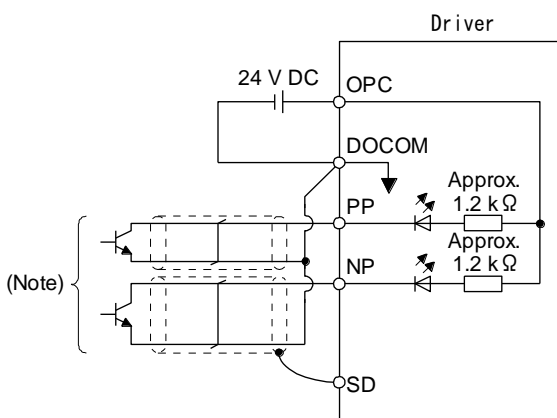 Driver
24 V DC
OPC
DOCOM
Approx.
1.2 kΩ
PP
Approx.
1.2 kΩ
NP
(Note)
SD